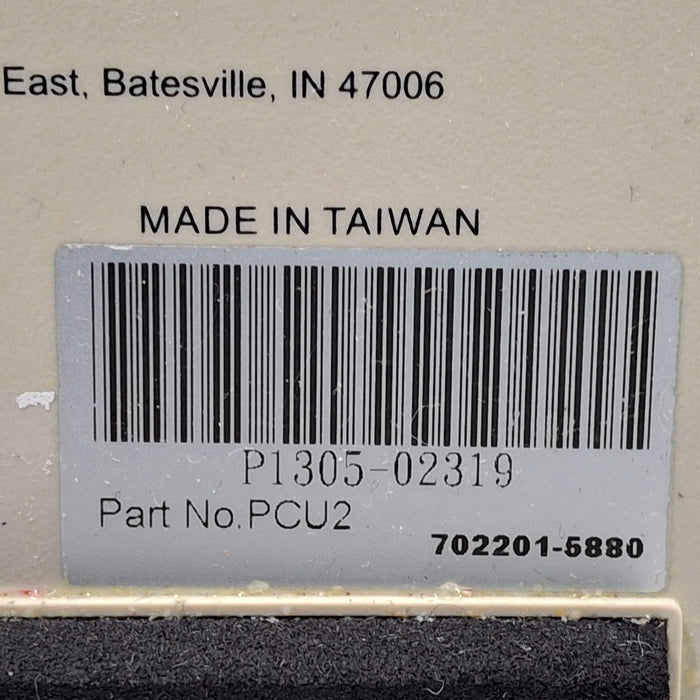 East, Batesville, IN 47006
MADE IN TAIWAN
P1305-02319
Part No.PCU2
702201-5880